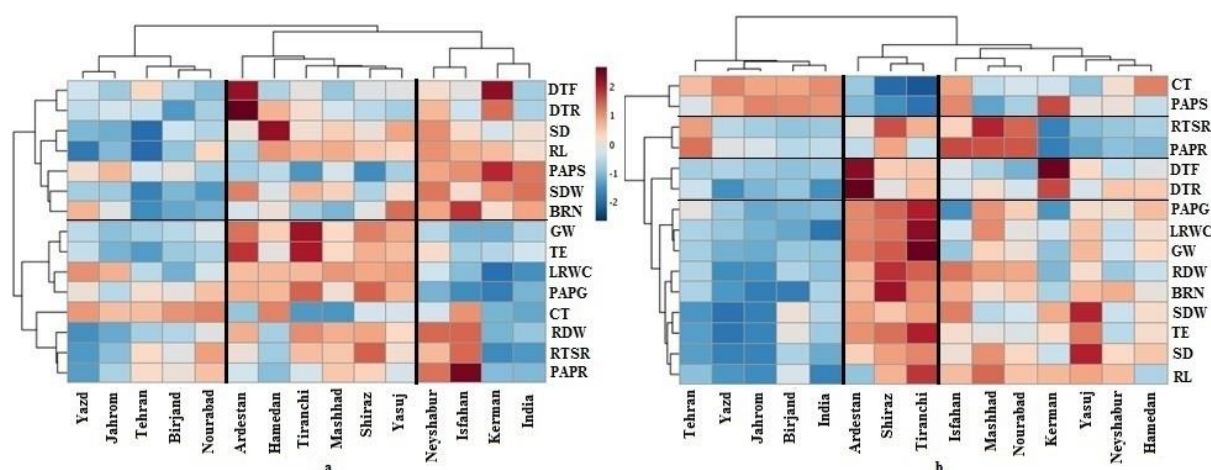 DTF
DTR
SD
RL
PAPS
SDW
BRN
GW
TE
LRWC
PAPG
CT
RDW
RTSR
PAPR
2
1
0
-1
-2
Yazd
Jahrom
Tehran
Birjand
Nourabad
Ardestan
Hamedan
Tiranchi
Mashhad
Shiraz
Yasuj
Neyshabur
Isfahan
Kerman
India
a
CT
PAPS
RTSR
PAPR
DTF
DTR
PAPG
LRWC
GW
RDW
BRN
SDW
TE
SD
RL
Tehran
Yazd
Jahrom
Birjand
India
Ardestan
Shiraz
Tiranchi
Isfahan
Mashhad
Nourabad
Kerman
Yasuj
Neyshabur
Hamedan
b